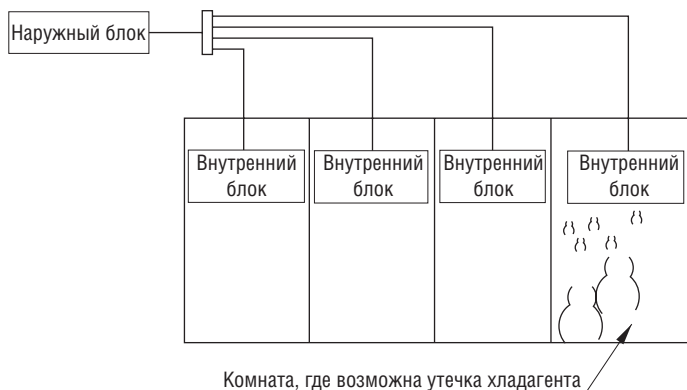 Наружный блок
Внутренний
блок
Внутренний
блок
Внутренний
блок
Внутренний
блок
Комната, где возможна утечка хладагента